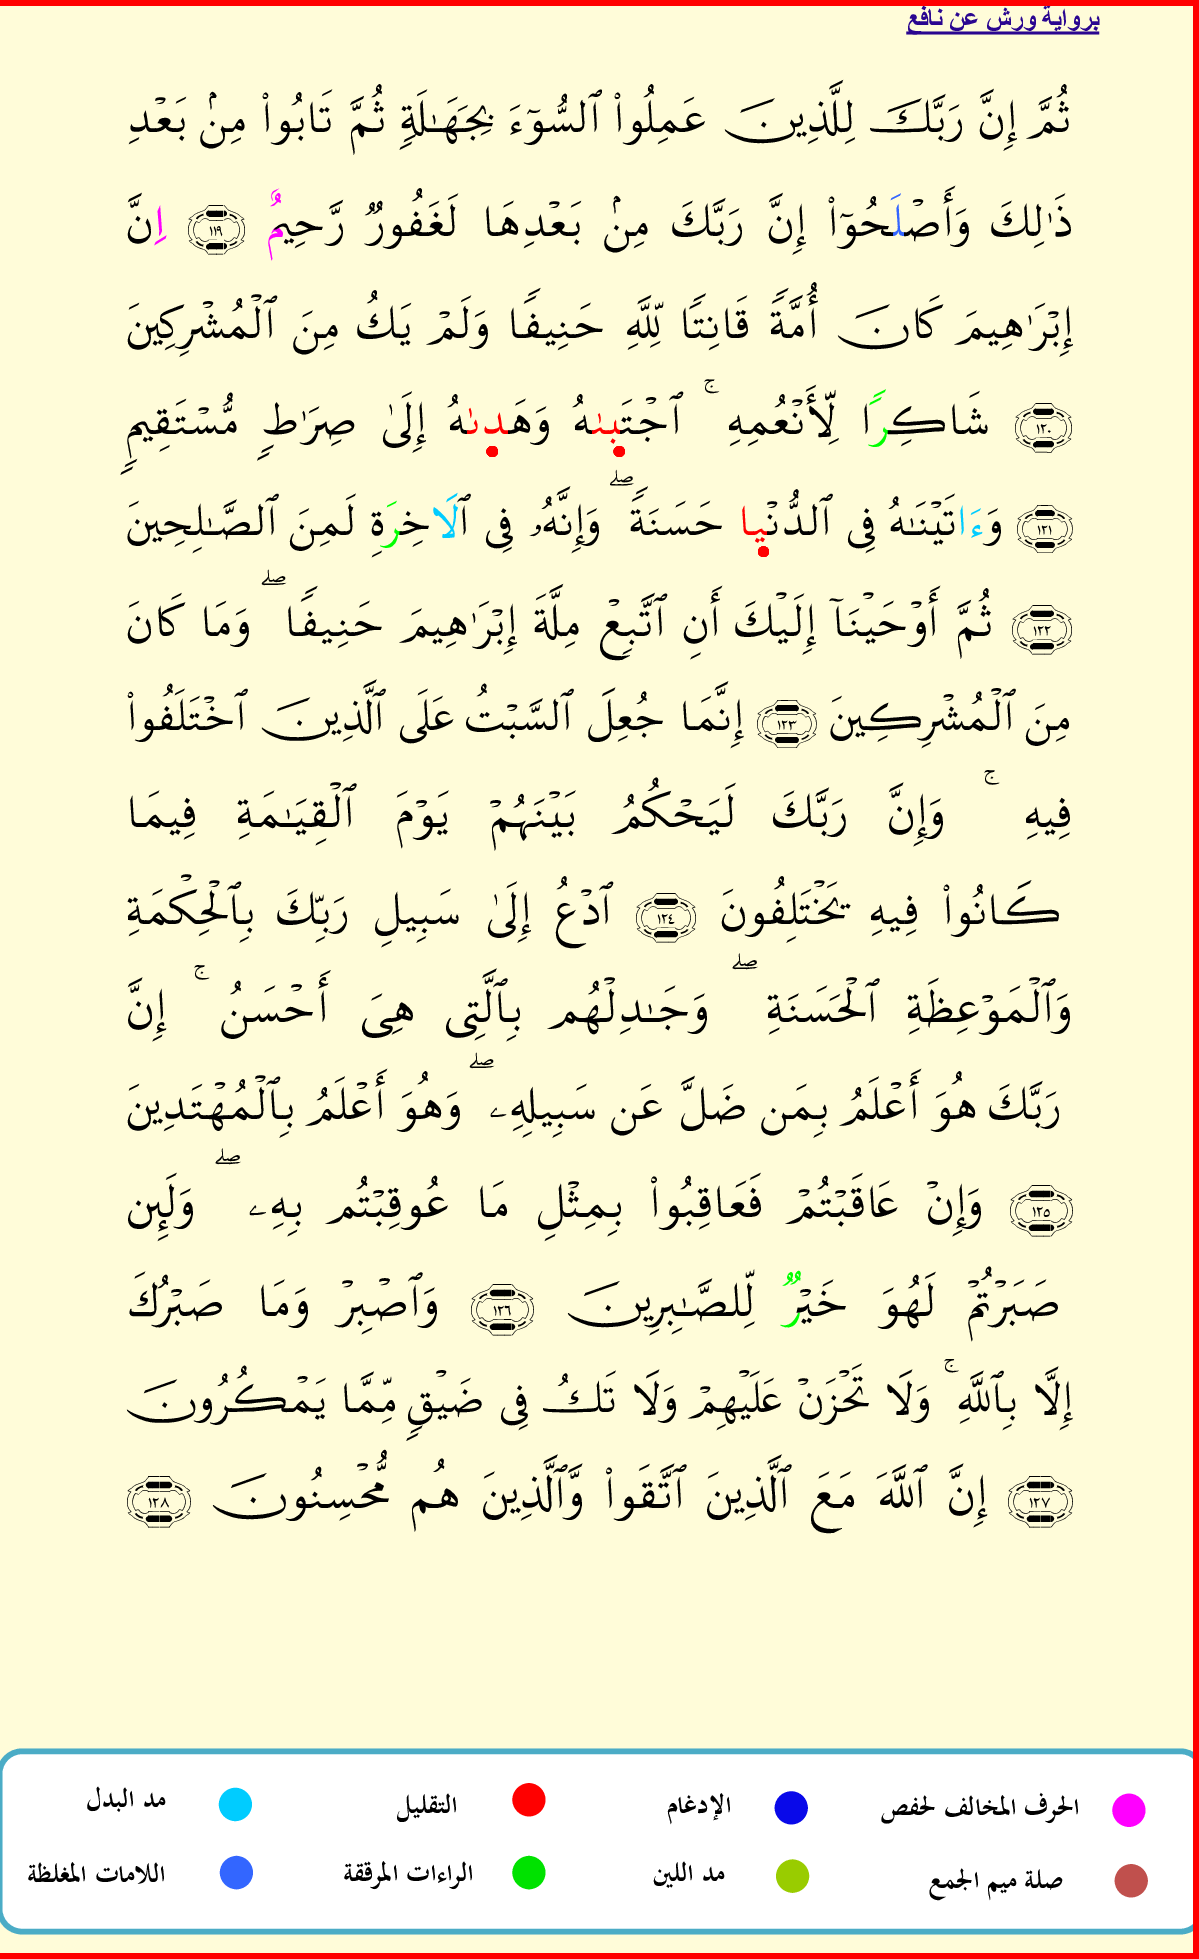 برواية ورش عن نافع
ثُمَّ إِنَّ رَبَّكَ لِلَّذِينَ عَمِلُوا۟ ٱلسُّوٓءَ بِجَهَـٰلَةٍ ثُمَّ تَابُوا۟ مِنۢ بَعْدِ
ذَٰلِكَ وَأَصْلَحُوٓا۟ إِنَّ رَبَّكَ مِنۢ بَعْدِهَا لَغَفُورٌ رَّحِيمٌ ١١٩ اِنَّ
إِبْرَٰهِيمَ كَانَ أُمَّةً قَانِتًا لِّلَّهِ حَنِيفًا وَلَمْ يَكُ مِنَ ٱلْمُشْرِكِينَ
١٢٠ شَاكِرًا لِّأَنْعُمِهِ ۚ ٱجْتَبىٰهُ وَهَدىٰهُ إِلَىٰ صِرَٰطٍ مُّسْتَقِيمٍ
١٢١ وَءَاتَيْنَـٰهُ فِى ٱلدُّنْيا حَسَنَةً ۖ وَإِنَّهُۥ فِى ٱلَاخِرَةِ لَمِنَ ٱلصَّـٰلِحِينَ
١٢٢ ثُمَّ أَوْحَيْنَآ إِلَيْكَ أَنِ ٱتَّبِعْ مِلَّةَ إِبْرَٰهِيمَ حَنِيفًا ۖ وَمَا كَانَ
مِنَ ٱلْمُشْرِكِينَ ١٢٣ إِنَّمَا جُعِلَ ٱلسَّبْتُ عَلَى ٱلَّذِينَ ٱخْتَلَفُوا۟
فِيهِ ۚ وَإِنَّ رَبَّكَ لَيَحْكُمُ بَيْنَهُمْ يَوْمَ ٱلْقِيَـٰمَةِ فِيمَا
كَانُوا۟ فِيهِ يَخْتَلِفُونَ ١٢٤ ٱدْعُ إِلَىٰ سَبِيلِ رَبِّكَ بِٱلْحِكْمَةِ
وَٱلْمَوْعِظَةِ ٱلْحَسَنَةِ ۖ وَجَـٰدِلْهُم بِٱلَّتِى هِىَ أَحْسَنُ ۚ إِنَّ
رَبَّكَ هُوَ أَعْلَمُ بِمَن ضَلَّ عَن سَبِيلِهِۦ ۖ وَهُوَ أَعْلَمُ بِٱلْمُهْتَدِينَ
١٢٥ وَإِنْ عَاقَبْتُمْ فَعَاقِبُوا۟ بِمِثْلِ مَا عُوقِبْتُم بِهِۦ ۖ وَلَئِن
صَبَرْتُمْ لَهُوَ خَيْرٌ لِّلصَّـٰبِرِينَ ١٢٦ وَٱصْبِرْ وَمَا صَبْرُكَ
إِلَّا بِٱللَّهِ ۚ وَلَا تَحْزَنْ عَلَيْهِمْ وَلَا تَكُ فِى ضَيْقٍ مِّمَّا يَمْكُرُونَ
١٢٧ إِنَّ ٱللَّهَ مَعَ ٱلَّذِينَ ٱتَّقَوا۟ وَّٱلَّذِينَ هُم مُّحْسِنُونَ ١٢٨
الحرف المخالف لحفص الإدغام التقليل مد البدل
صلة ميم الجمع مد اللين الراءات المرققة اللامات المغلظة